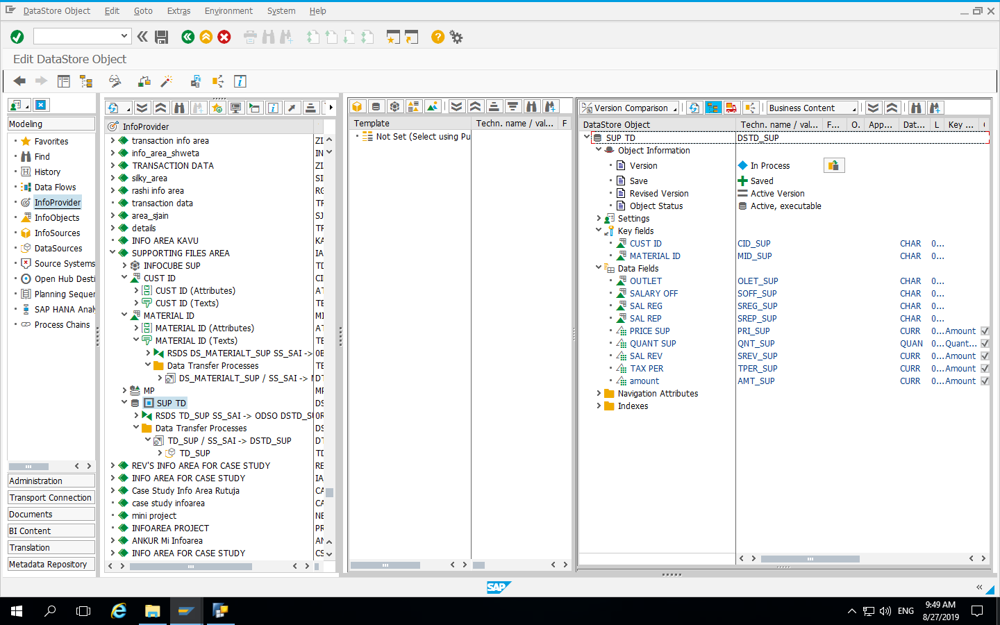 DataStore Object Edit Goto Extras Environment System Help
Edit DataStore Object
Modeling
Favorites
Find
History
Data Flows
InfoProvider
InfoObjects
InfoSources
DataSources
Source Systems
Open Hub Desti
Planning Sequer
SAP HANA Analy
Process Chains
Administration
Transport Connection
Documents
BI Content
Translation
Metadata Repository
InfoProvider
transaction info area ZI
info_area_shweta IN
TRANSACTION DATA ZI
silky_area SI
rashi info area RG
transaction data TF
area_sjain SJ
details TF
INFO AREA KAVU KA
SUPPORTING FILES AREA IA
INFOCUBE SUP TD
CUST ID CI
CUST ID (Attributes) AT
CUST ID (Texts) TE
MATERIAL ID MI
MATERIAL ID (Attributes) AT
MATERIAL ID (Texts) TE
RSDS DS_MATERIALT_SUP SS_SAI -> 0B
Data Transfer Processes TE
DS_MATERIALT_SUP / SS_SAI -> DT
MP MP
SUP TD DS
RSDS TD_SUP SS_SAI -> ODSO DSTD_SU 0R
Data Transfer Processes DS
TD_SUP / SS_SAI -> DSTD_SUP DT
TD_SUP TD
REV'S INFO AREA FOR CASE STUDY RE
INFO AREA FOR CASE STUDY IA
Case Study Info Area Rutuja CA
case study infoarea CA
mini project NE
INFOAREA PROJECT PR
ANKUR Mi Infoarea AN
INFO AREA FOR CASE STUDY CS
Template Techn. name / val... F
Not Set (Select using Pu
Version Comparison Business Content
DataStore Object Techn. name / val... F... O. App... Dat... L Key ...
SUP TD DSTD_SUP
Object Information
Version In Process
Save Saved
Revised Version Active Version
Object Status Active, executable
Settings
Key fields
CUST ID CID_SUP CHAR 0...
MATERIAL ID MID_SUP CHAR 0...
Data Fields
OUTLET OLET_SUP CHAR 0...
SALARY OFF SOFF_SUP CHAR 0...
SAL REG SREG_SUP CHAR 0...
SAL REP SREP_SUP CHAR 0...
PRICE SUP PRI_SUP CURR 0... Amount
QUANT SUP QNT_SUP QUAN 0... Quant...
SAL REV SREV_SUP CURR 0... Amount
TAX PER TPER_SUP CURR 0... Amount
amount AMT_SUP CURR 0... Amount
Navigation Attributes
Indexes
SAP
ENG
9:49 AM
8/27/2019